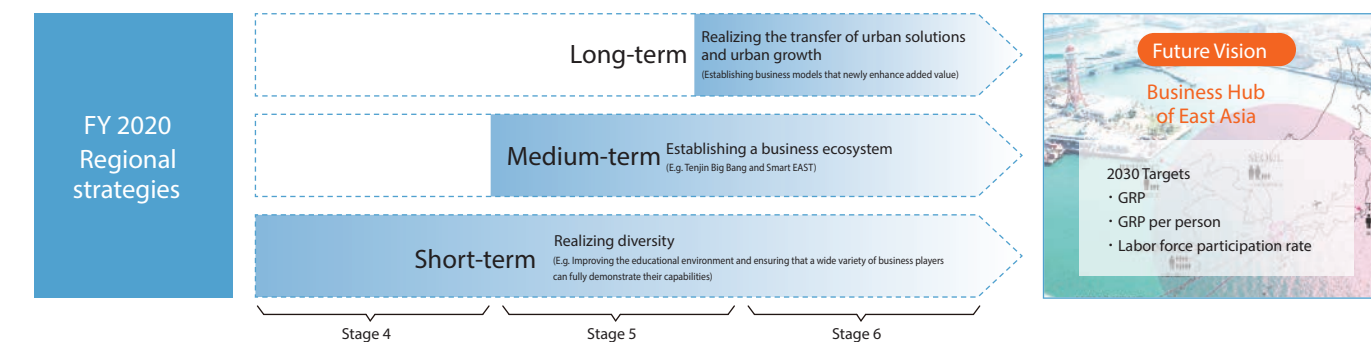 FY 2020
Regional
strategies
Long-term
Realizing the transfer of urban solutions
and urban growth
(Establishing business models that newly enhance added value)
Medium-term
Establishing a business ecosystem
(E.g. Tenjin Big Bang and Smart EAST)
Short-term
Realizing diversity
(E.g. Improving the educational environment and ensuring that a wide variety of business players
can fully demonstrate their capabilities)
Stage 4
Stage 5
Stage 6
Future Vision
Business Hub
of East Asia
SEOUL
2030 Targets
・GRP
・GRP per person
・Labor force participation rate